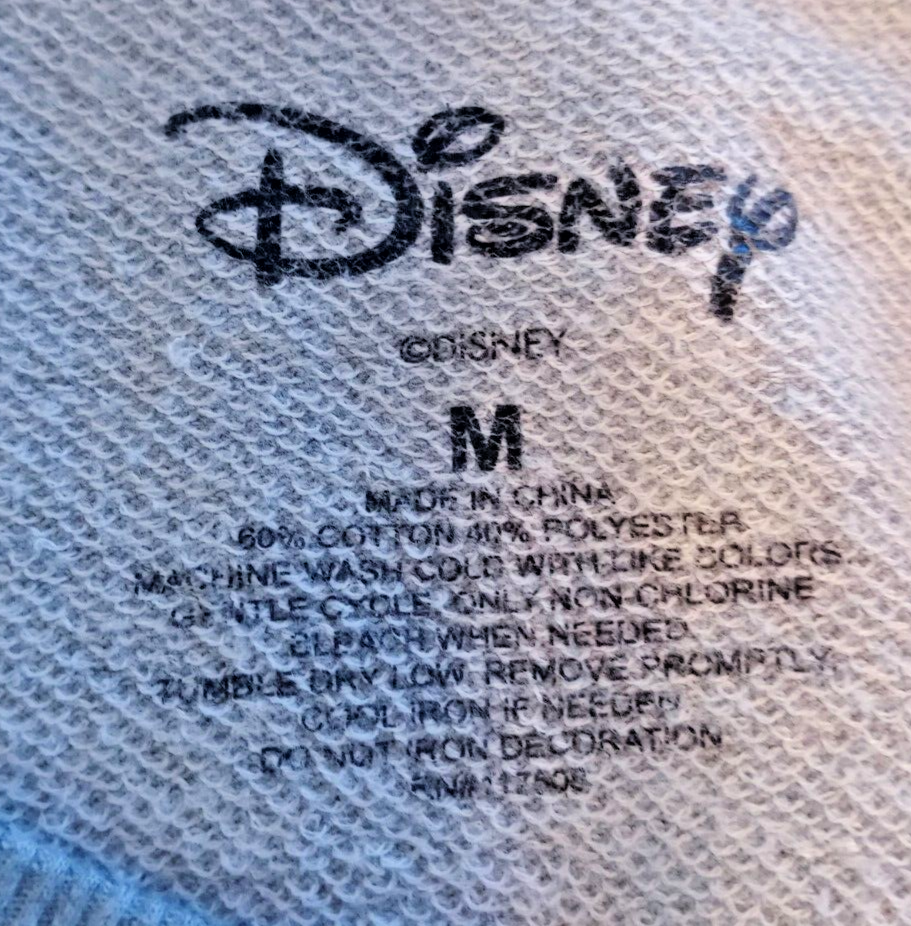 Disney
©DISNEY
M
MADE IN CHINA
60% COTTON 40% POLYESTER
MACHINE WASH COLD WITH LIKE COLORS
GENTLE CYCLE, ONLY NON-CHLORINE
BLEACH WHEN NEEDED
TUMBLE DRY LOW, REMOVE PROMPTLY,
COOL IRON IF NEEDED
DO NOT IRON DECORATION